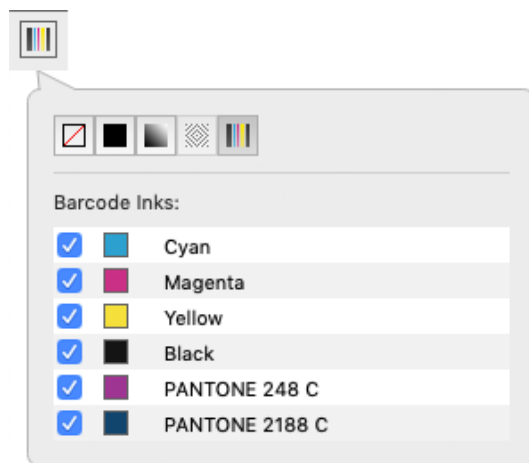 Barcode Inks:
Cyan
Magenta
Yellow
Black
PANTONE 248 C
PANTONE 2188 C